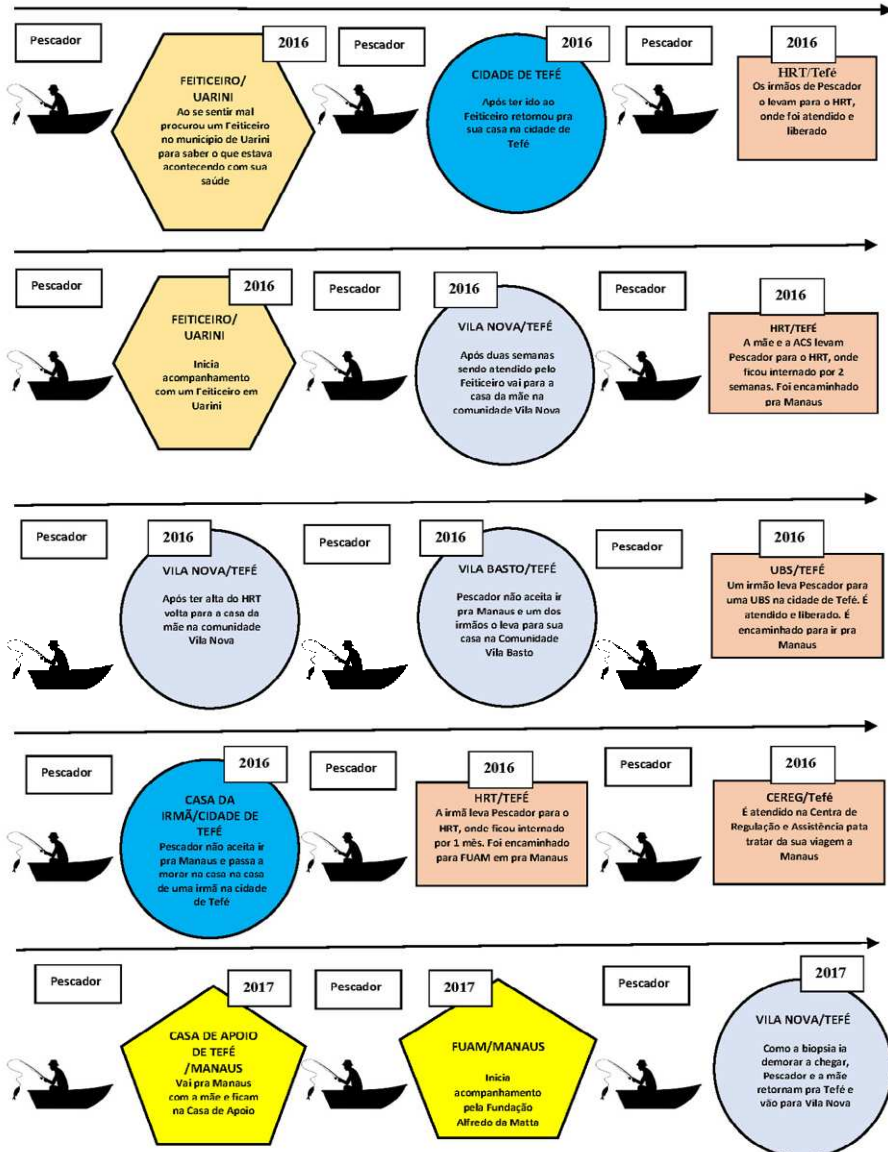 Pescador
2016
FEITICEIRO/
UARINI
Ao se sentir mal
procurou um Feiticeiro
no município de Uarini
para saber o que estava
acontecendo com sua
saúde
Pescador
2016
CIDADE DE TEFÉ
Após ter ido ao
Feiticeiro retornou pra
sua casa na cidade de
Tefé
Pescador
2016
HRT/Tefé
Os irmãos de Pescador
o levam para o HRT,
onde foi atendido e
liberado
Pescador
2016
FEITICEIRO/
UARINI
Inicia
acompanhamento
com um Feiticeiro em
Uarini
Pescador
2016
VILA NOVA/TEFÉ
Após duas semanas
sendo atendido pelo
Feiticeiro vai para a
casa da mãe na
comunidade Vila Nova
Pescador
2016
HRT/TEFÉ
A mãe e a ACS levam
Pescador para o HRT, onde
ficou internado por 2
semanas. Foi encaminhado
pra Manaus
Pescador
2016
VILA NOVA/TEFÉ
Após ter alta do HRT
volta para a casa da
mãe na comunidade
Vila Nova
Pescador
2016
VILA BASTO/TEFÉ
Pescador não aceita ir
pra Manaus e um dos
irmãos o leva para sua
casa na Comunidade
Vila Basto
Pescador
2016
UBS/TEFÉ
Um irmão leva Pescador para
uma UBS na cidade de Tefé. É
atendido e liberado. É
encaminhado para ir pra
Manaus
Pescador
2016
CASA DA
IRMÃ/CIDADE DE
TEFÉ
Pescador não aceita ir
pra Manaus e passa a
morar na casa na casa
de uma irmã na cidade
de Tefé
Pescador
2016
HRT/TEFÉ
A irmã leva Pescador para o
HRT, onde ficou internado
por 1 mês. Foi encaminhado
para FUAM em pra Manaus
Pescador
2016
CEREG/Tefé
É atendido na Centra de
Regulação e Assistência pata
tratar da sua viagem a
Manaus
Pescador
2017
CASA DE APOIO
DE TEFÉ
/MANAUS
Vai pra Manaus
com a mãe e ficam
na Casa de Apoio
Pescador
2017
FUAM/MANAUS
Inicia
acompanhamento
pela Fundação
Alfredo da Matta
Pescador
2017
VILA NOVA/TEFÉ
Como a biopsia ia
demorar a chegar,
Pescador e a mãe
retornam pra Tefé e
vão para Vila Nova